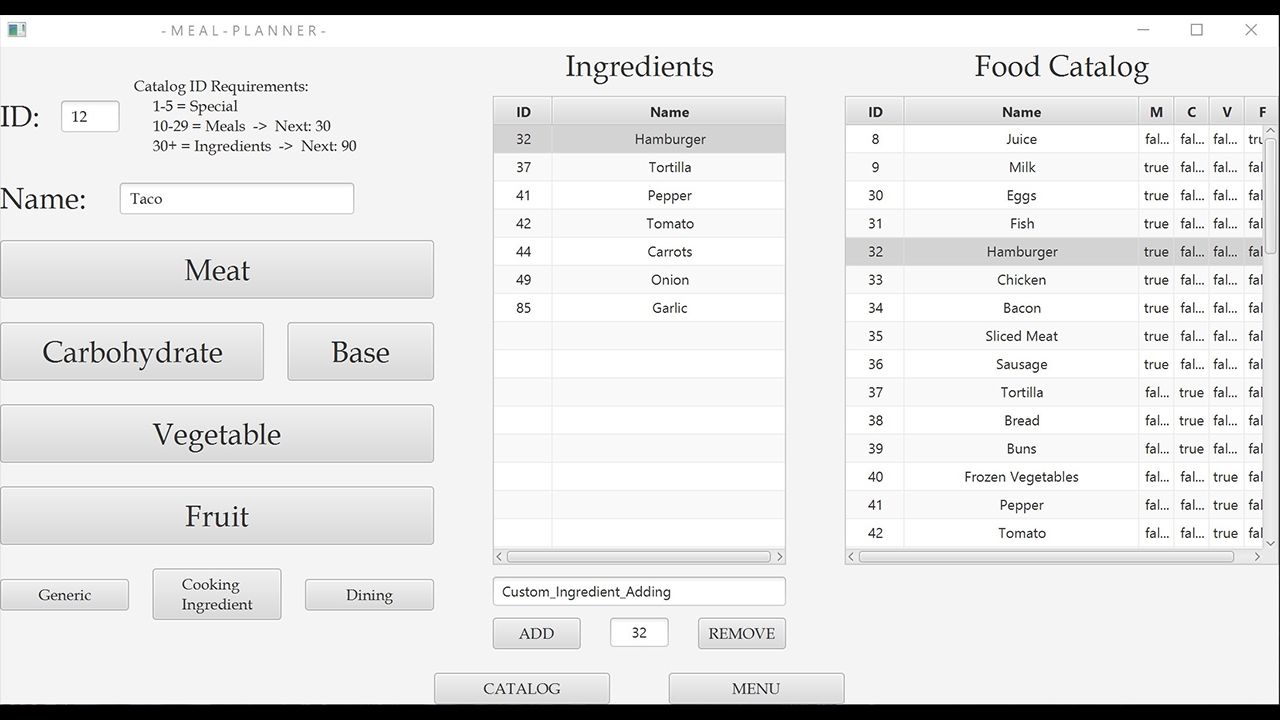 -MEAL-PLANNER-
Catalog ID Requirements:
1-5 = Special
10-29 = Meals -> Next: 30
30+ = Ingredients -> Next: 90
ID: 12
Name: Taco
Meat
Carbohydrate Base
Vegetable
Fruit
Generic
Cooking
Ingredient
Dining
Ingredients
ID Name
32 Hamburger
37 Tortilla
41 Pepper
42 Tomato
44 Carrots
49 Onion
85 Garlic
Custom_Ingredient_Adding
ADD 32 REMOVE
Food Catalog
ID Name M C V F
8 Juice fal... fal... fal... tru
9 Milk true fal... fal... fal
30 Eggs true fal... fal... fal
31 Fish true fal... fal... fal
32 Hamburger true fal... fal... fal
33 Chicken true fal... fal... fal
34 Bacon true fal... fal... fal
35 Sliced Meat true fal... fal... fal
36 Sausage true fal... fal... fal
37 Tortilla fal... true fal... fal
38 Bread fal... true fal... fal
39 Buns fal... true fal... fal
40 Frozen Vegetables fal... fal... true fal
41 Pepper fal... fal... true fal
42 Tomato fal... fal... true fal
CATALOG MENU